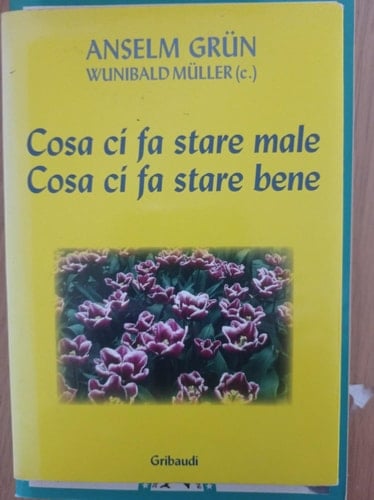 ANSELM GRÜN
WUNIBALD MÜLLER (c.)
Cosa ci fa stare male
Cosa ci fa stare bene
Gribaudi